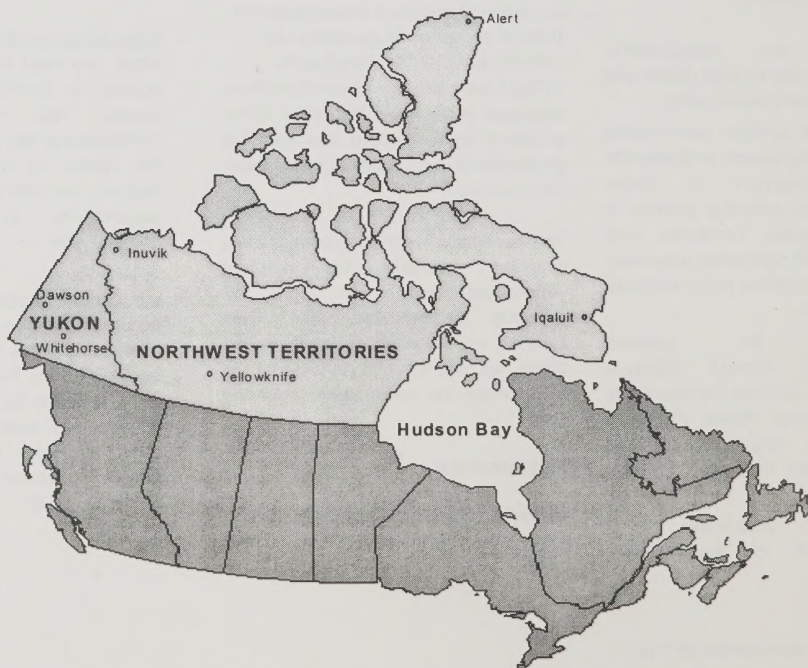 Alert
Inuvik
Dawson
YUKON
Whitehorse
NORTHWEST TERRITORIES
Yellowknife
Iqaluit
Hudson Bay